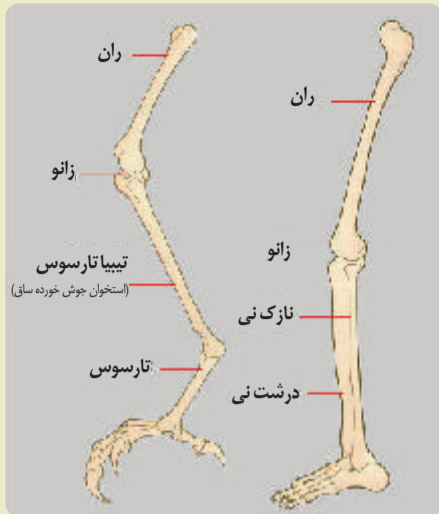 ران
زانو
نازک نی
درشت نی
ران
زانو
تیبیا تارسوس
(استخوان جوش خورده ساق)
تارسوس